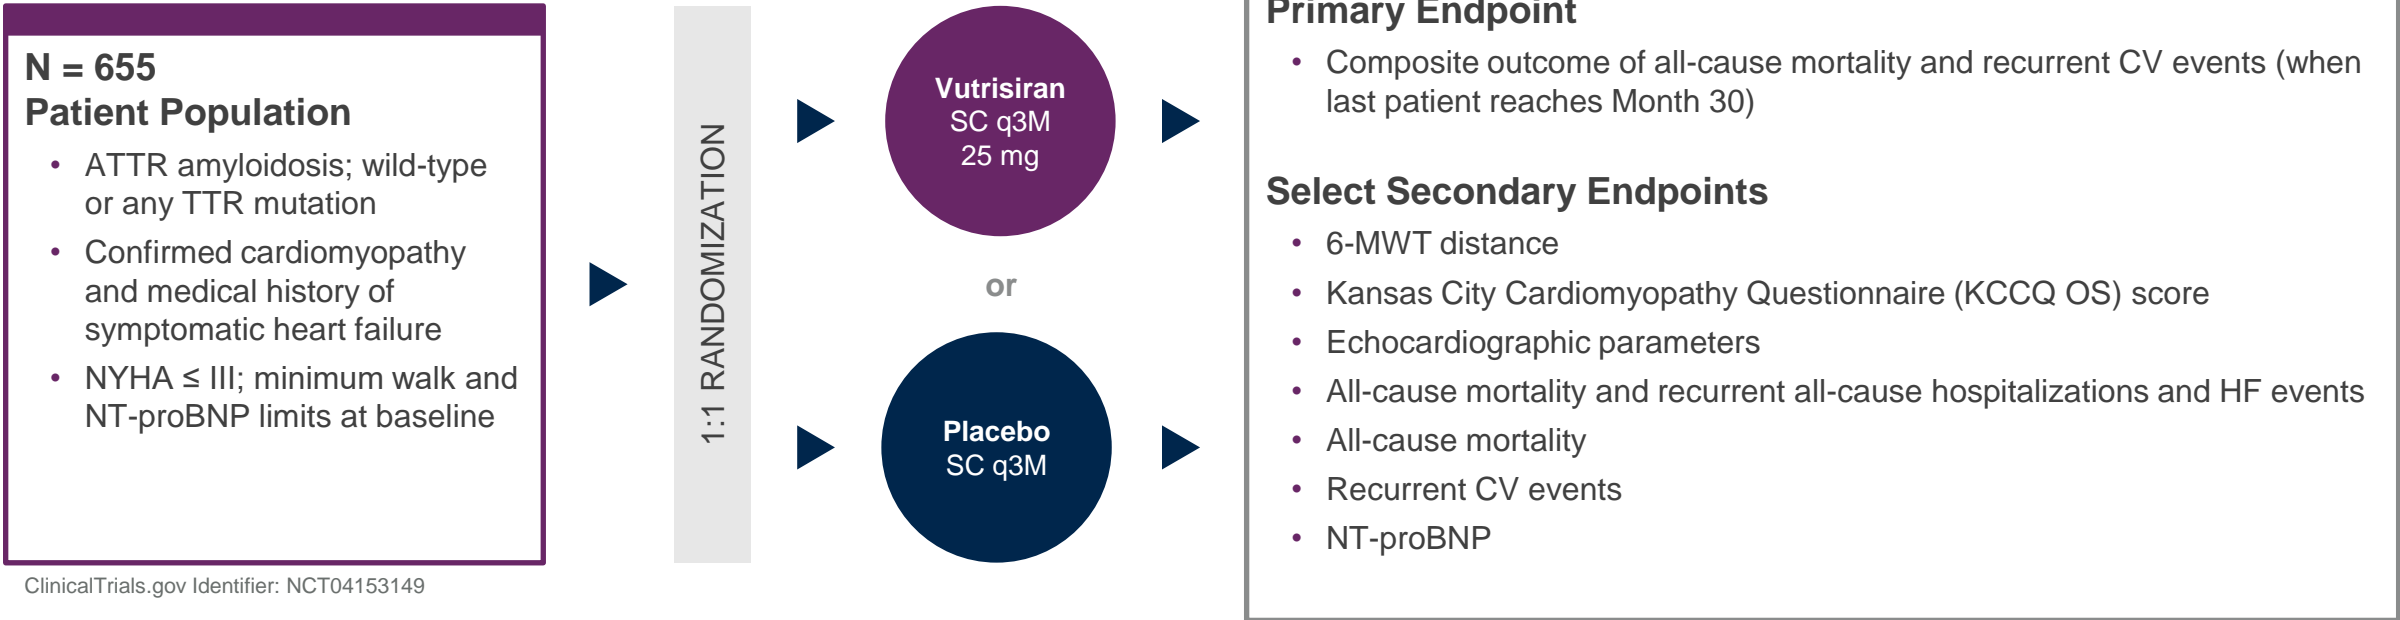 N = 655
Patient Population
• ATTR amyloidosis; wild-type
or any TTR mutation
• Confirmed cardiomyopathy
and medical history of
symptomatic heart failure
• NYHA ≤ III; minimum walk and
NT-proBNP limits at baseline
ClinicalTrials.gov Identifier: NCT04153149
1:1 RANDOMIZATION
Vutrisiran
SC q3M
25 mg
or
Placebo
SC q3M
Primary Endpoint
• Composite outcome of all-cause mortality and recurrent CV events (when
last patient reaches Month 30)
Select Secondary Endpoints
• 6-MWT distance
• Kansas City Cardiomyopathy Questionnaire (KCCQ OS) score
• Echocardiographic parameters
• All-cause mortality and recurrent all-cause hospitalizations and HF events
• All-cause mortality
• Recurrent CV events
• NT-proBNP